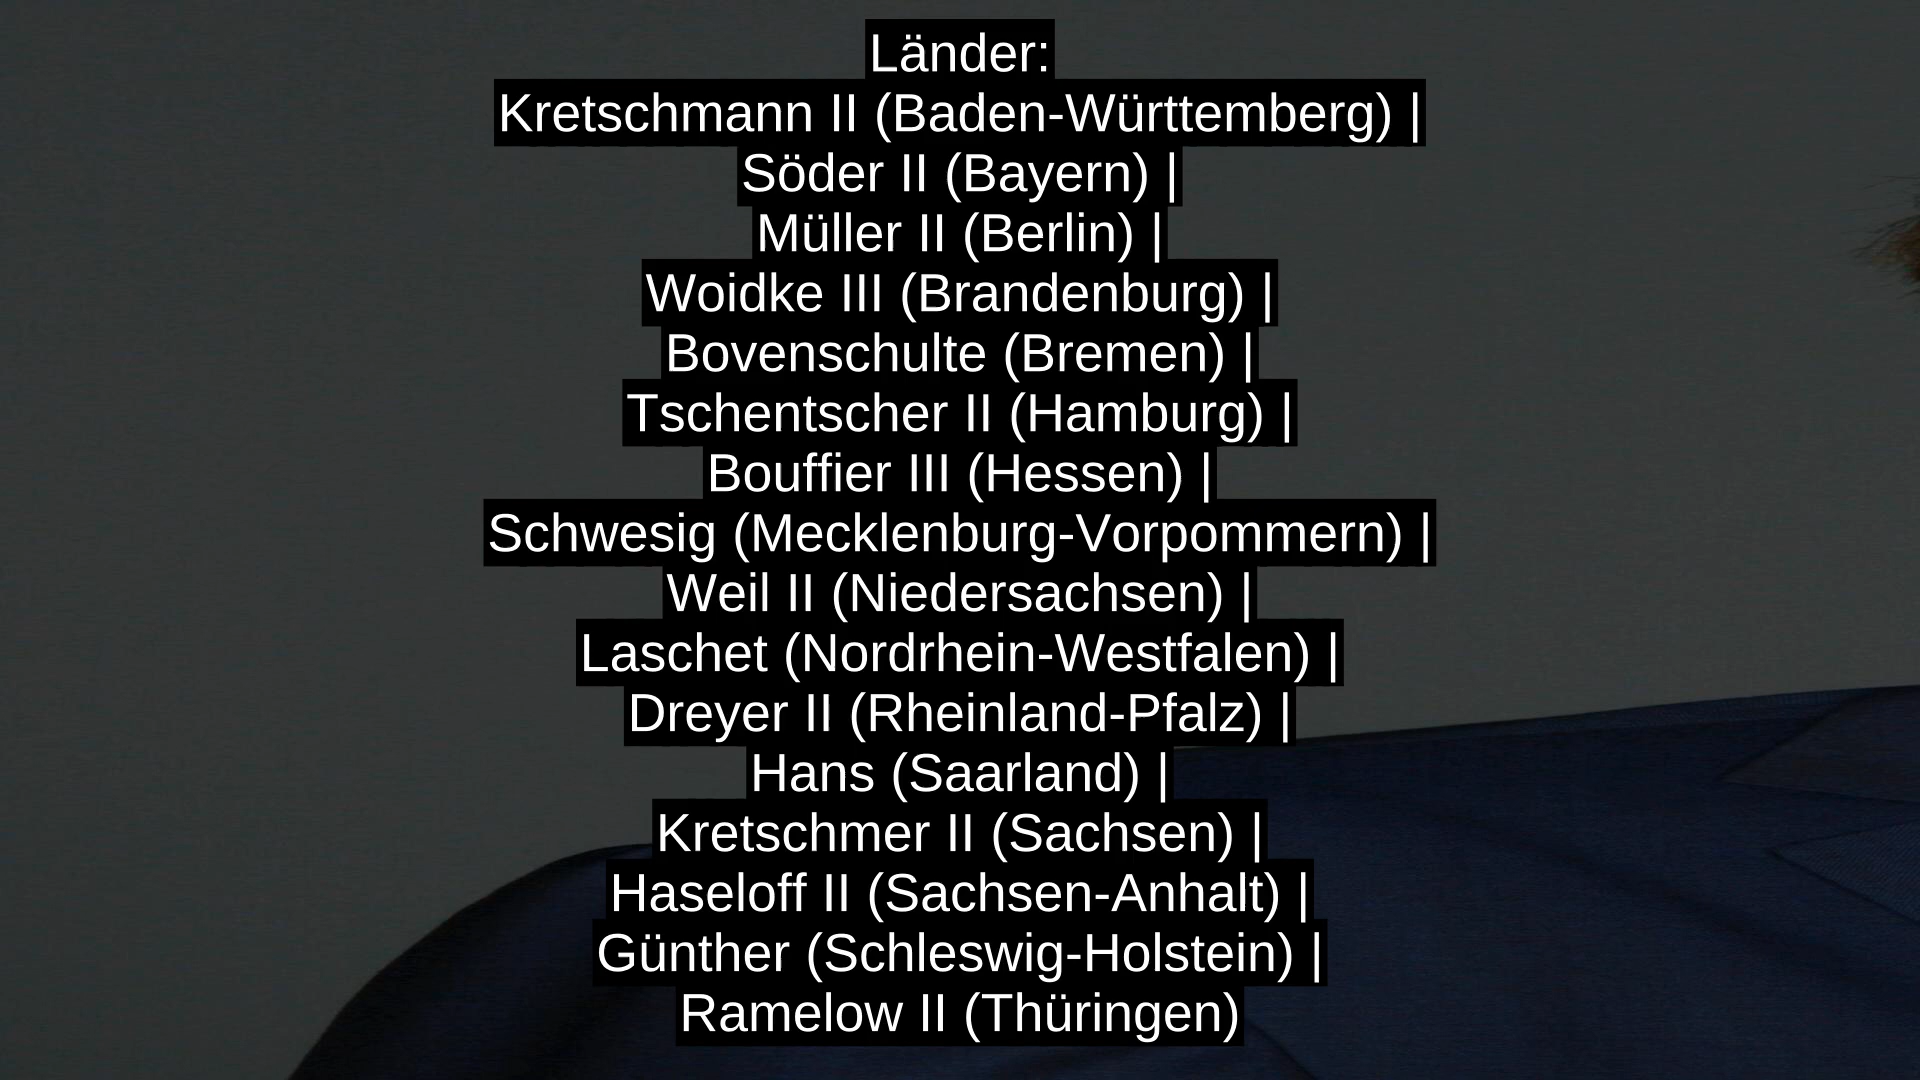 Länder:
Kretschmann II (Baden-Württemberg) |
Söder II (Bayern) |
Müller II (Berlin) |
Woidke III (Brandenburg) |
Bovenschulte (Bremen) |
Tschentscher II (Hamburg) |
Bouffier III (Hessen) |
Schwesig (Mecklenburg-Vorpommern) |
Weil II (Niedersachsen) |
Laschet (Nordrhein-Westfalen) |
Dreyer II (Rheinland-Pfalz) |
Hans (Saarland) |
Kretschmer II (Sachsen) |
Haseloff II (Sachsen-Anhalt) |
Günther (Schleswig-Holstein) |
Ramelow II (Thüringen)